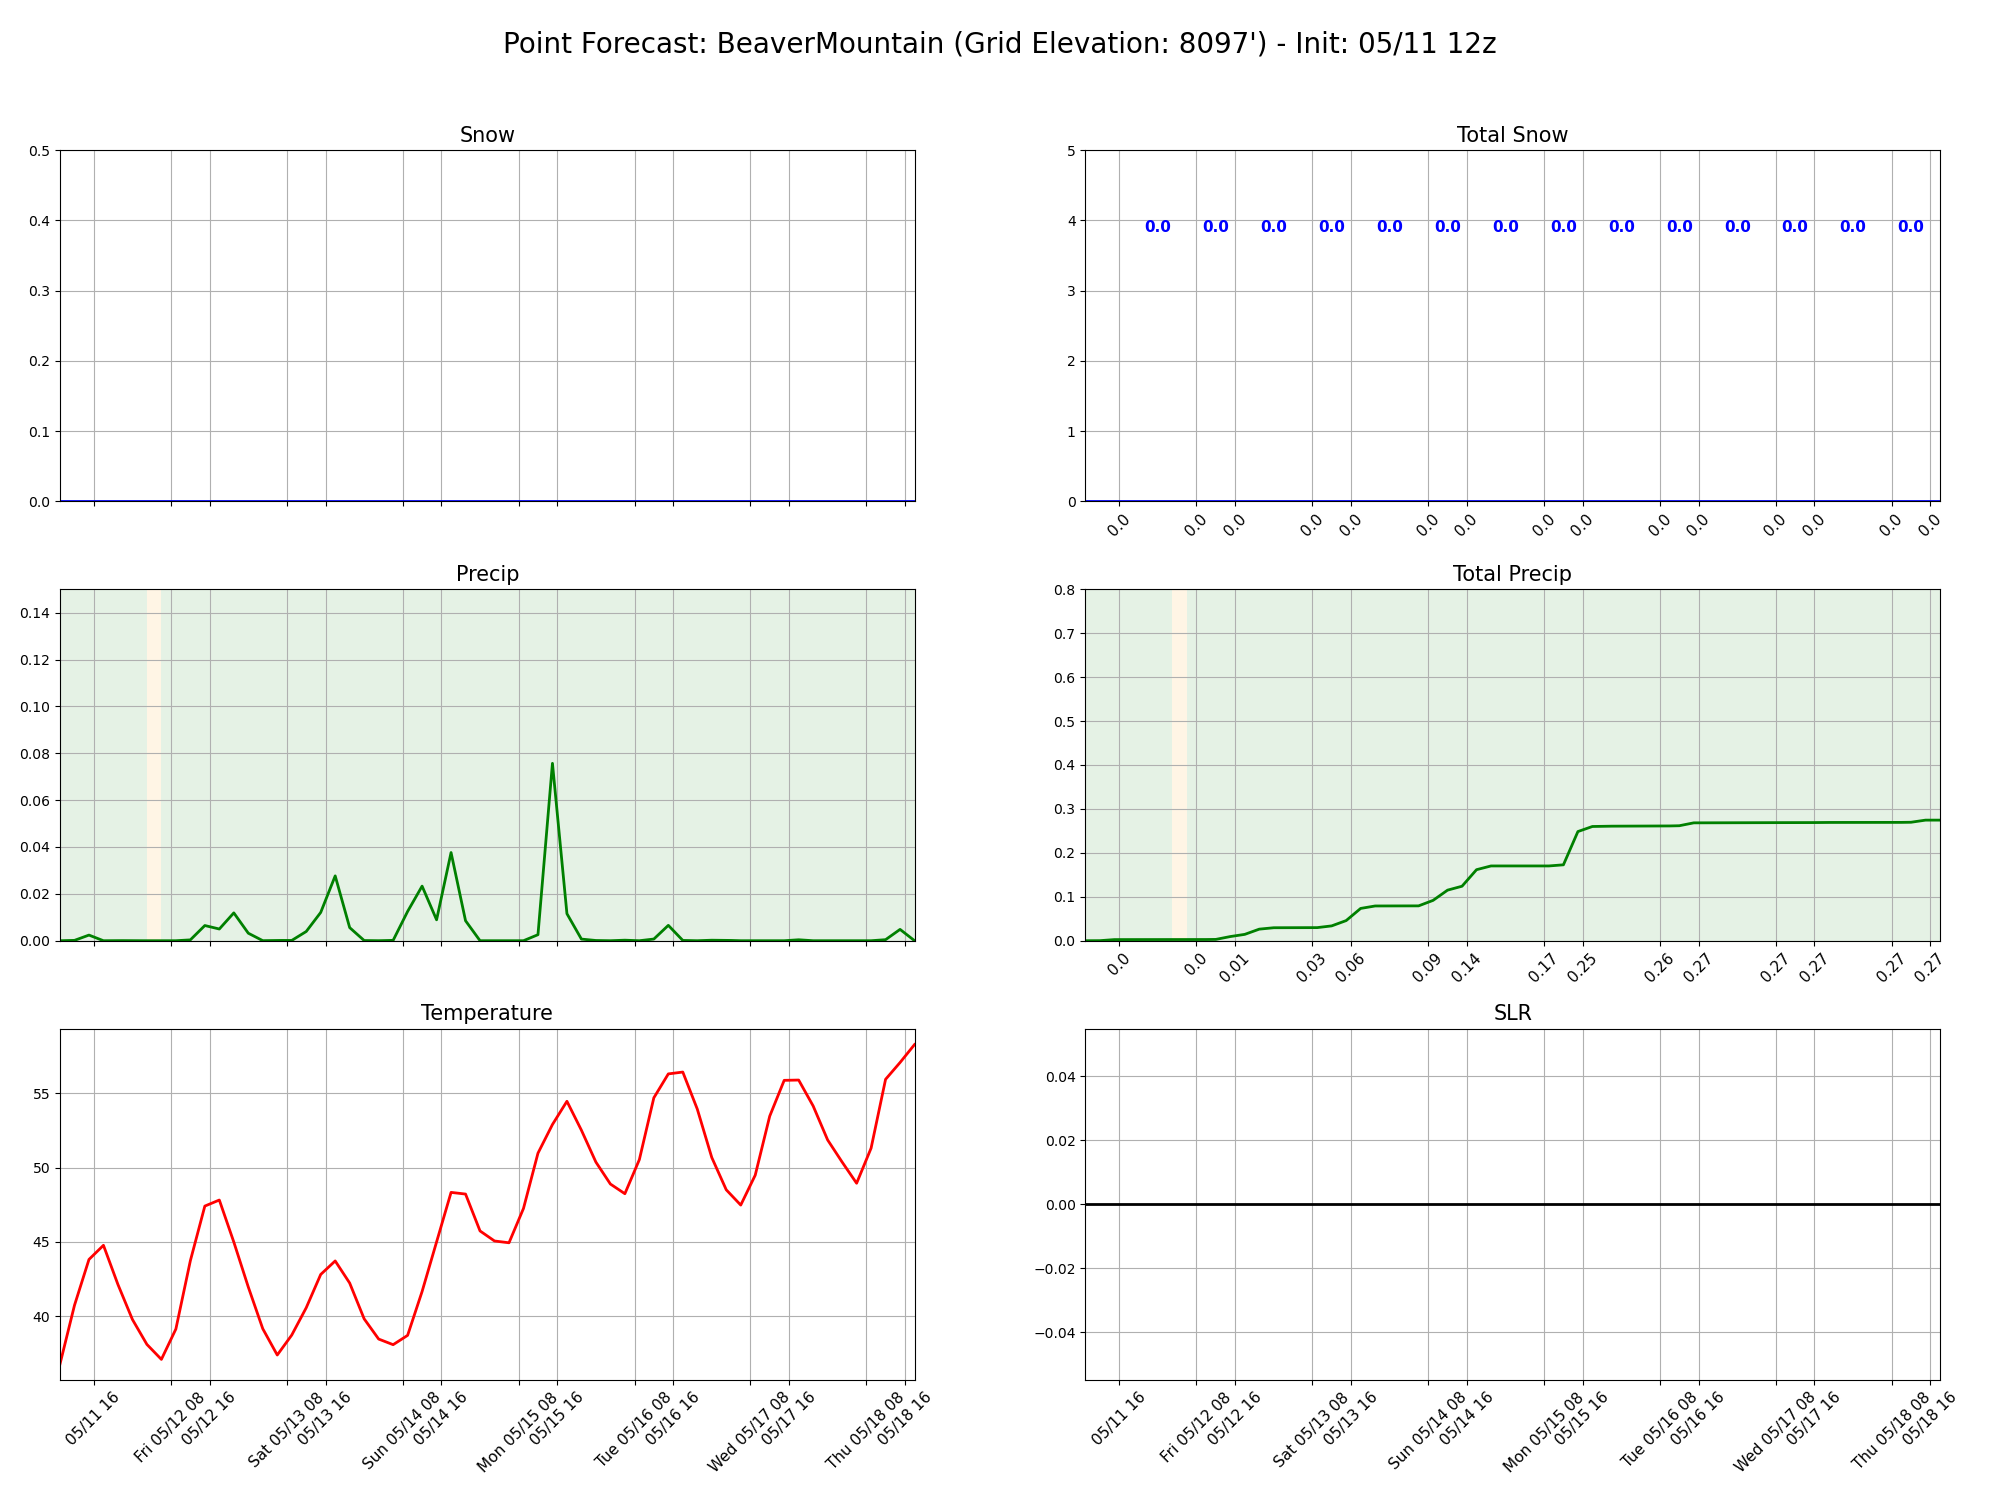 Point Forecast: BeaverMountain (Grid Elevation: 8097') - Init: 05/11 12z
Snow
0.5
0.4
0.3
0.2
0.1
0.0
Total Snow
5
4
3
2
1
0
0.0 0.0 0.0 0.0 0.0 0.0 0.0 0.0 0.0 0.0 0.0 0.0 0.0 0.0
0.0 0.0 0.0 0.0 0.0 0.0 0.0 0.0 0.0 0.0 0.0 0.0 0.0 0.0 0.0
Precip
0.14
0.12
0.10
0.08
0.06
0.04
0.02
0.00
Total Precip
0.8
0.7
0.6
0.5
0.4
0.3
0.2
0.1
0.0
0.0 0.0 0.01 0.03 0.06 0.09 0.14 0.17 0.25 0.26 0.27 0.27 0.27 0.27 0.27
Temperature
55
50
45
40
05/11 16
Fri 05/12 08
05/12 16
Sat 05/13 08
05/13 16
Sun 05/14 08
05/14 16
Mon 05/15 08
05/15 16
Tue 05/16 08
05/16 16
Wed 05/17 08
05/17 16
Thu 05/18 08
05/18 16
SLR
0.04
0.02
0.00
−0.02
−0.04
05/11 16
Fri 05/12 08
05/12 16
Sat 05/13 08
05/13 16
Sun 05/14 08
05/14 16
Mon 05/15 08
05/15 16
Tue 05/16 08
05/16 16
Wed 05/17 08
05/17 16
Thu 05/18 08
05/18 16